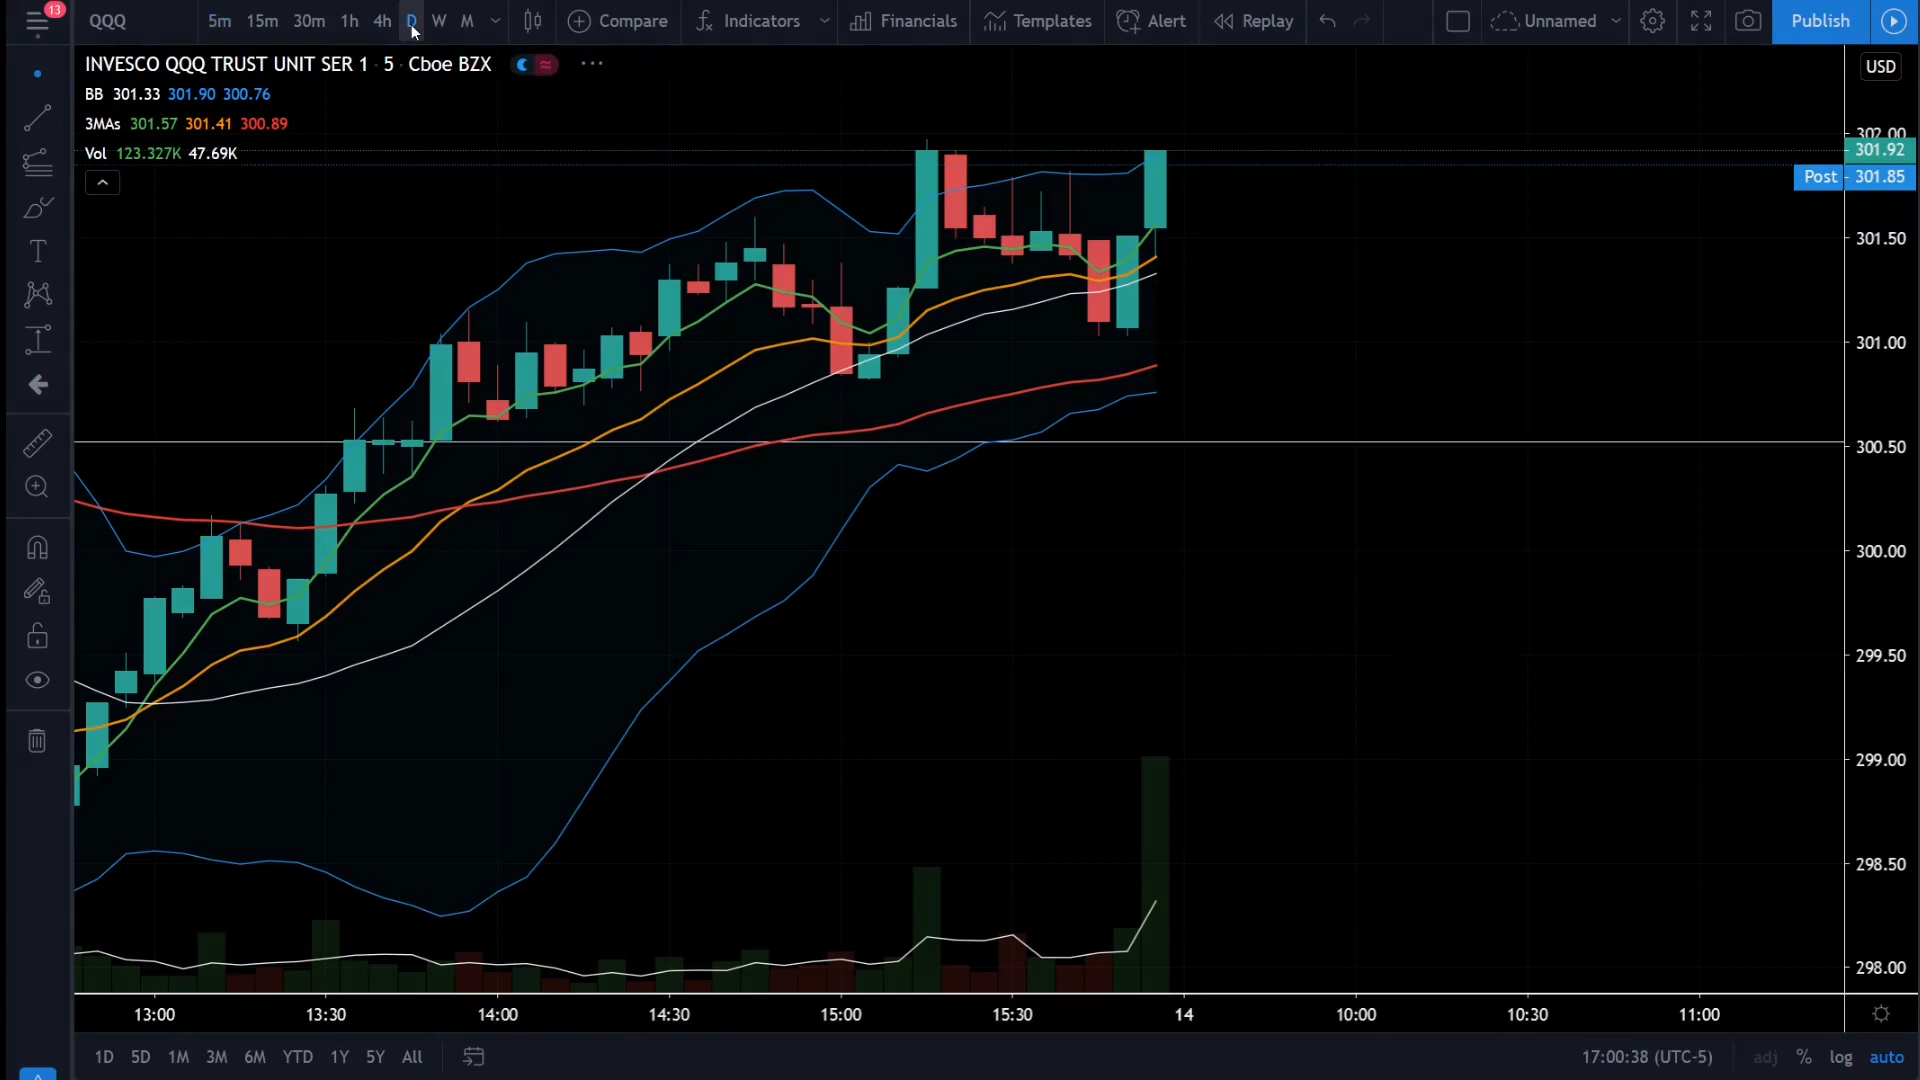 13
QQQ
5m 15m 30m 1h 4h D W M
Compare
Indicators
Financials
Templates
Alert
Replay
Unnamed
Publish
INVESCO QQQ TRUST UNIT SER 1 · 5 · Cboe BZX
USD
BB 301.33 301.90 300.76
3MAs 301.57 301.41 300.89
Vol 123.327K 47.69K
302.00
301.92
Post 301.85
301.50
301.00
300.50
300.00
299.50
299.00
298.50
298.00
13:00 13:30 14:00 14:30 15:00 15:30 14 10:00 10:30 11:00
1D 5D 1M 3M 6M YTD 1Y 5Y All
17:00:38 (UTC-5) adj % log auto